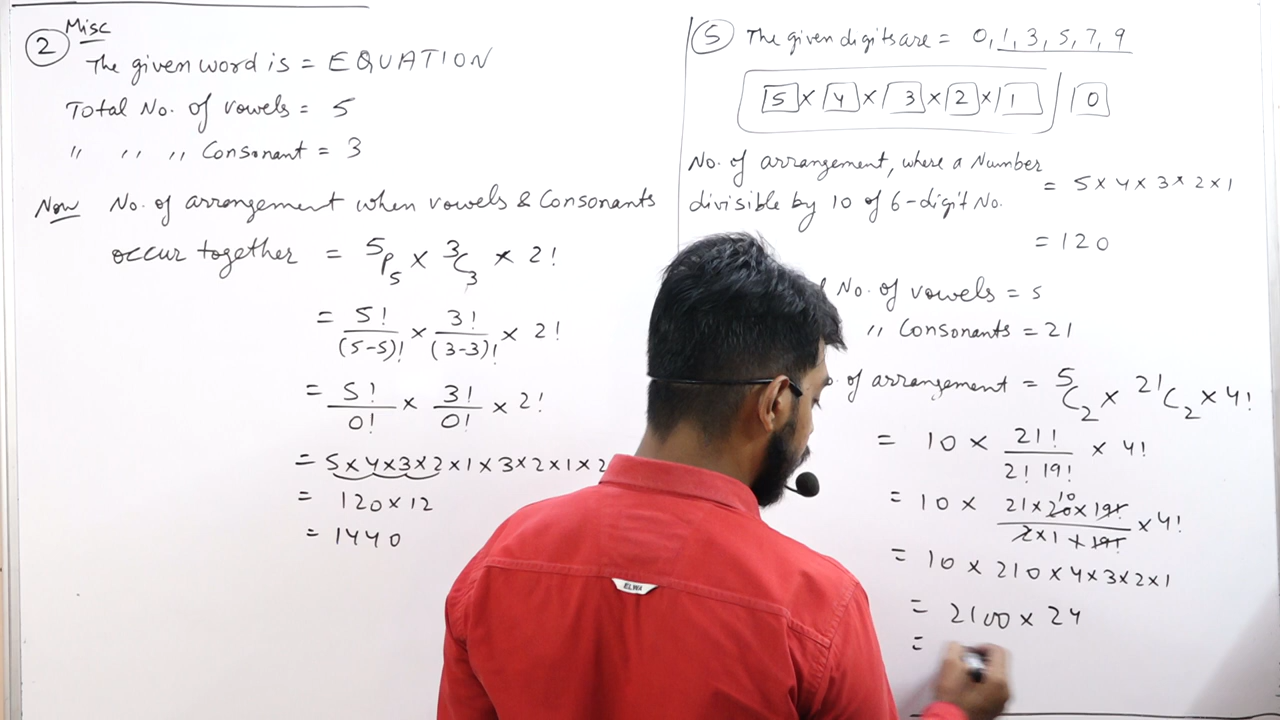 Misc
2 The given word is = EQUATION
Total No. of vowels = 5
" " " Consonant = 3
Now No. of arrangement when vowels & Consonants
occur together = ⁵P₅ × ³C₃ × 2!
= 5!/(5-5)! × 3!/(3-3)! × 2!
= 5!/0! × 3!/0! × 2!
= 5×4×3×2×1×3×2×1×2
= 120×12
= 1440
5 The given digits are = 0, 1, 3, 5, 7, 9
5 × 4 × 3 × 2 × 1 / 0
No. of arrangement, where a Number
divisible by 10 of 6-digit No. = 5×4×3×2×1
= 120
No. of vowels = 5
" Consonants = 21
of arrangement = ⁵C₂ × ²¹C₂ × 4!
= 10 × 21!/2! 19! × 4!
= 10 × 21×20×19!/2×1×19! × 4!
10
= 10 × 210×4×3×2×1
= 2100 × 24
=
ELWA